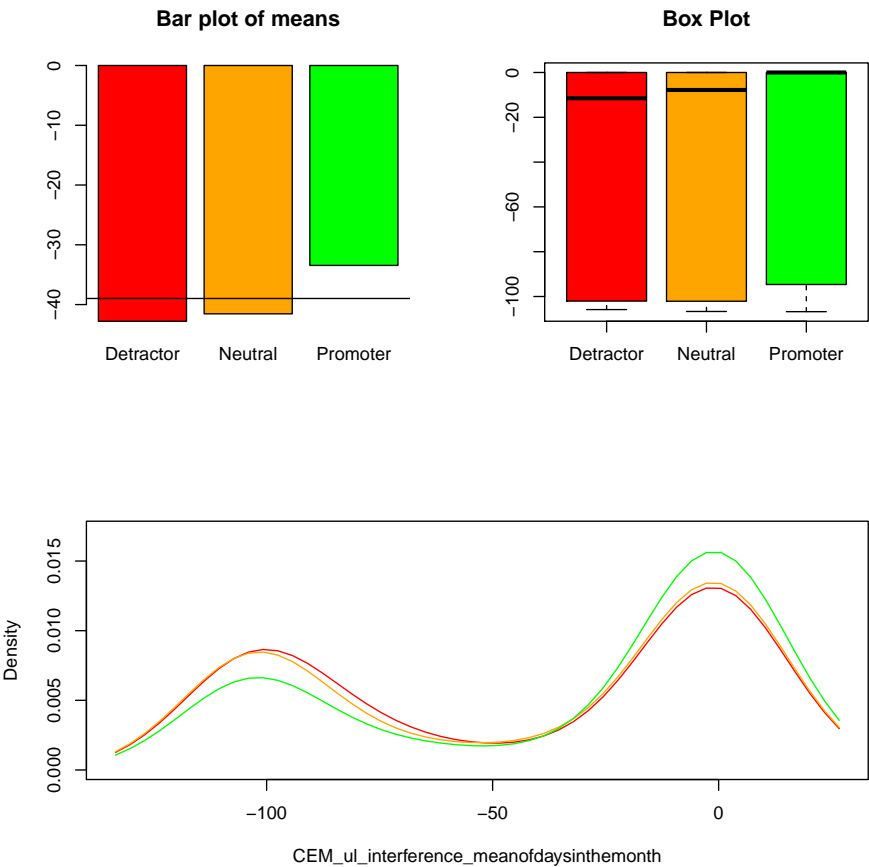 Bar plot of means
0
−10
−20
−30
−40
Detractor Neutral Promoter
Box Plot
0
−20
−60
−100
Detractor Neutral Promoter
Density
0.015
0.010
0.005
0.000
−100 −50 0
CEM_ul_interference_meanofdaysinthemonth